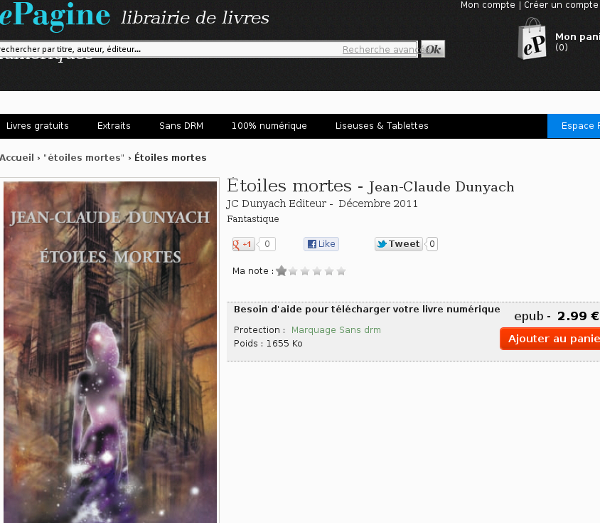 ePagine librairie de livres
Mon compte | Créer un compte
rechercher par titre, auteur, éditeur...
Recherche avancée
Ok
eP
Mon pani
(0)
numériques
Livres gratuits
Extraits
Sans DRM
100% numérique
Liseuses & Tablettes
Espace
Accueil › "étoiles mortes" › Étoiles mortes
JEAN-CLAUDE DUNYACH
ÉTOILES MORTES
Étoiles mortes - Jean-Claude Dunyach
JC Dunyach Editeur - Décembre 2011
Fantastique
+1
0
Like
Tweet
0
Ma note :
Besoin d'aide pour télécharger votre livre numérique
Protection : Marquage Sans drm
Poids : 1655 Ko
epub - 2.99 €
Ajouter au panie